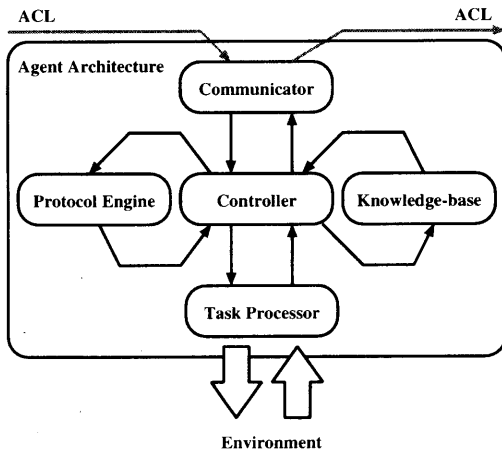 ACL
ACL
Agent Architecture
Communicator
Protocol Engine
Controller
Knowledge-base
Task Processor
Environment